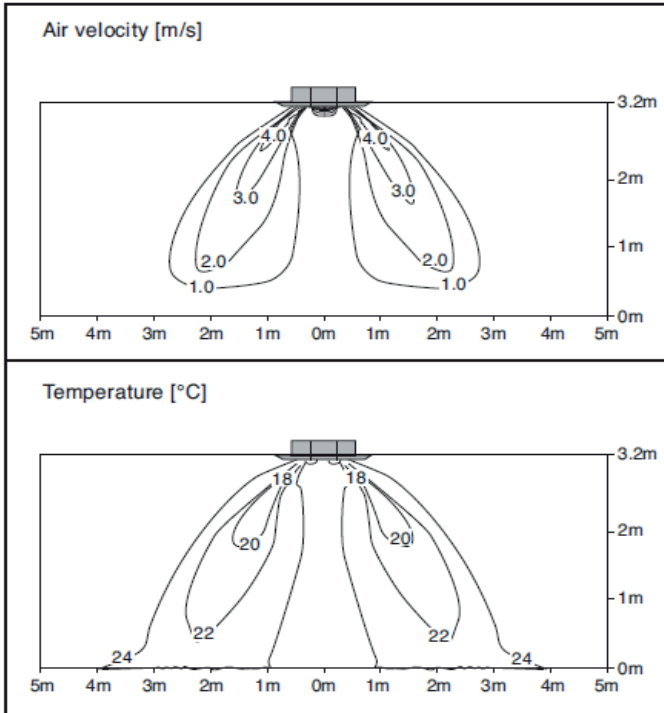 Air velocity [m/s]
3.2m
4.0 4.0
2m
3.0 3.0
1m
2.0 2.0
1.0 1.0
0m
5m 4m 3m 2m 1m 0m 1m 2m 3m 4m 5m
Temperature [°C]
3.2m
18 18
2m
20 20
1m
22 22
24 24
0m
5m 4m 3m 2m 1m 0m 1m 2m 3m 4m 5m